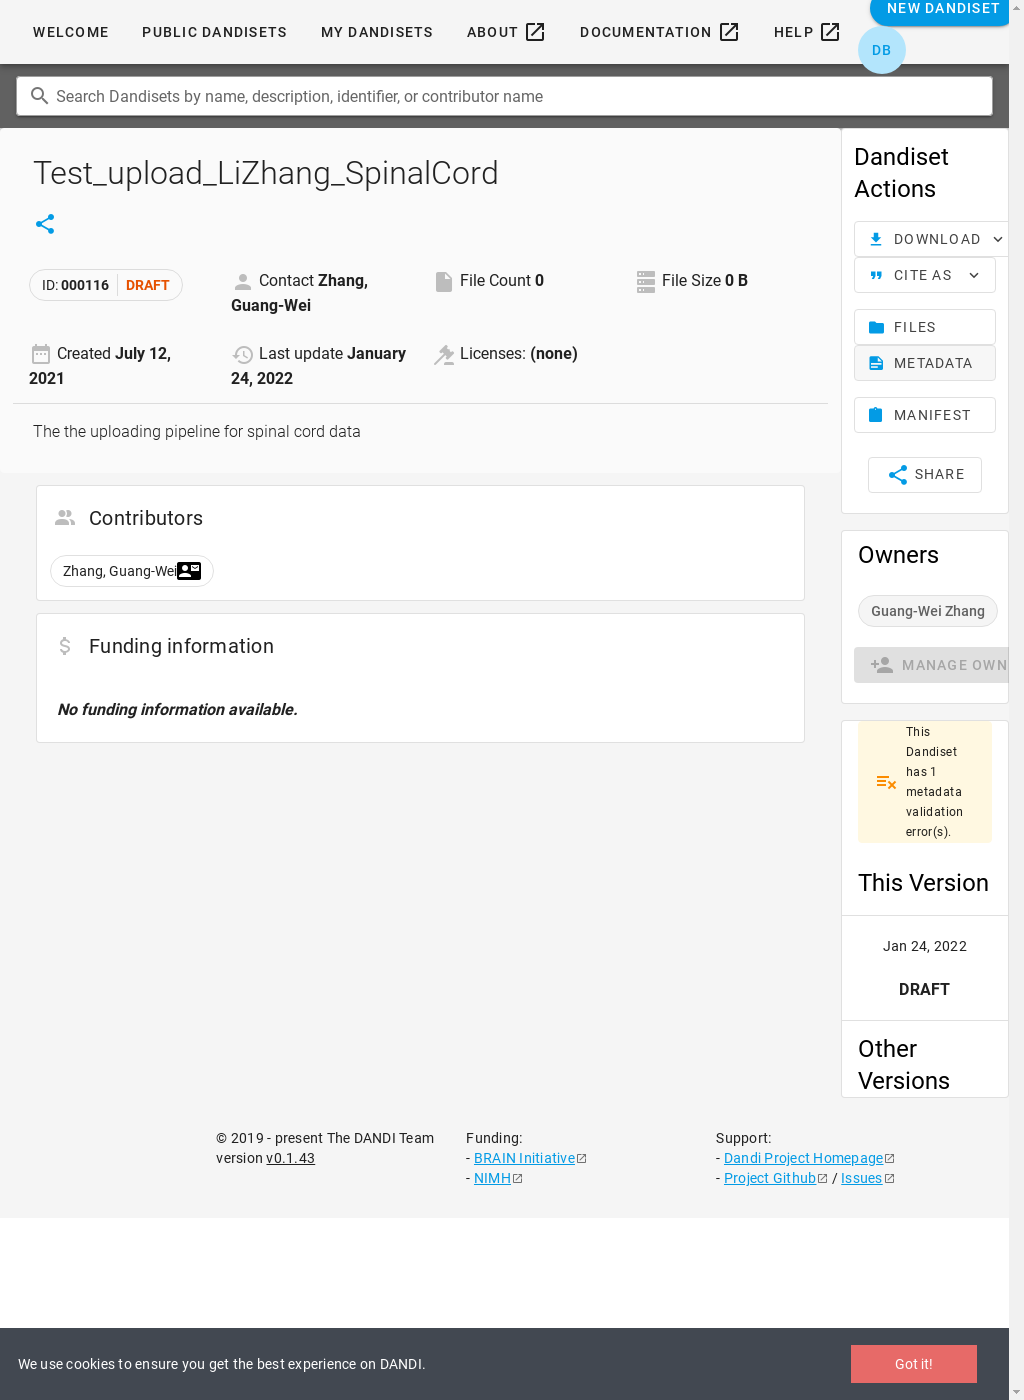 WELCOME PUBLIC DANDISETS MY DANDISETS ABOUT DOCUMENTATION HELP NEW DANDISET
DB
Search Dandisets by name, description, identifier, or contributor name
Test_upload_LiZhang_SpinalCord
ID: 000116 DRAFT
Contact Zhang,
Guang-Wei
File Count 0
File Size 0 B
Created July 12,
2021
Last update January
24, 2022
Licenses: (none)
The the uploading pipeline for spinal cord data
Contributors
Zhang, Guang-Wei
Funding information
No funding information available.
Dandiset
Actions
DOWNLOAD
CITE AS
FILES
METADATA
MANIFEST
SHARE
Owners
Guang-Wei Zhang
MANAGE OWN
This
Dandiset
has 1
metadata
validation
error(s).
This Version
Jan 24, 2022
DRAFT
Other
Versions
© 2019 - present The DANDI Team
version v0.1.43
Funding:
- BRAIN Initiative
- NIMH
Support:
- Dandi Project Homepage
- Project Github / Issues
We use cookies to ensure you get the best experience on DANDI.
Got it!